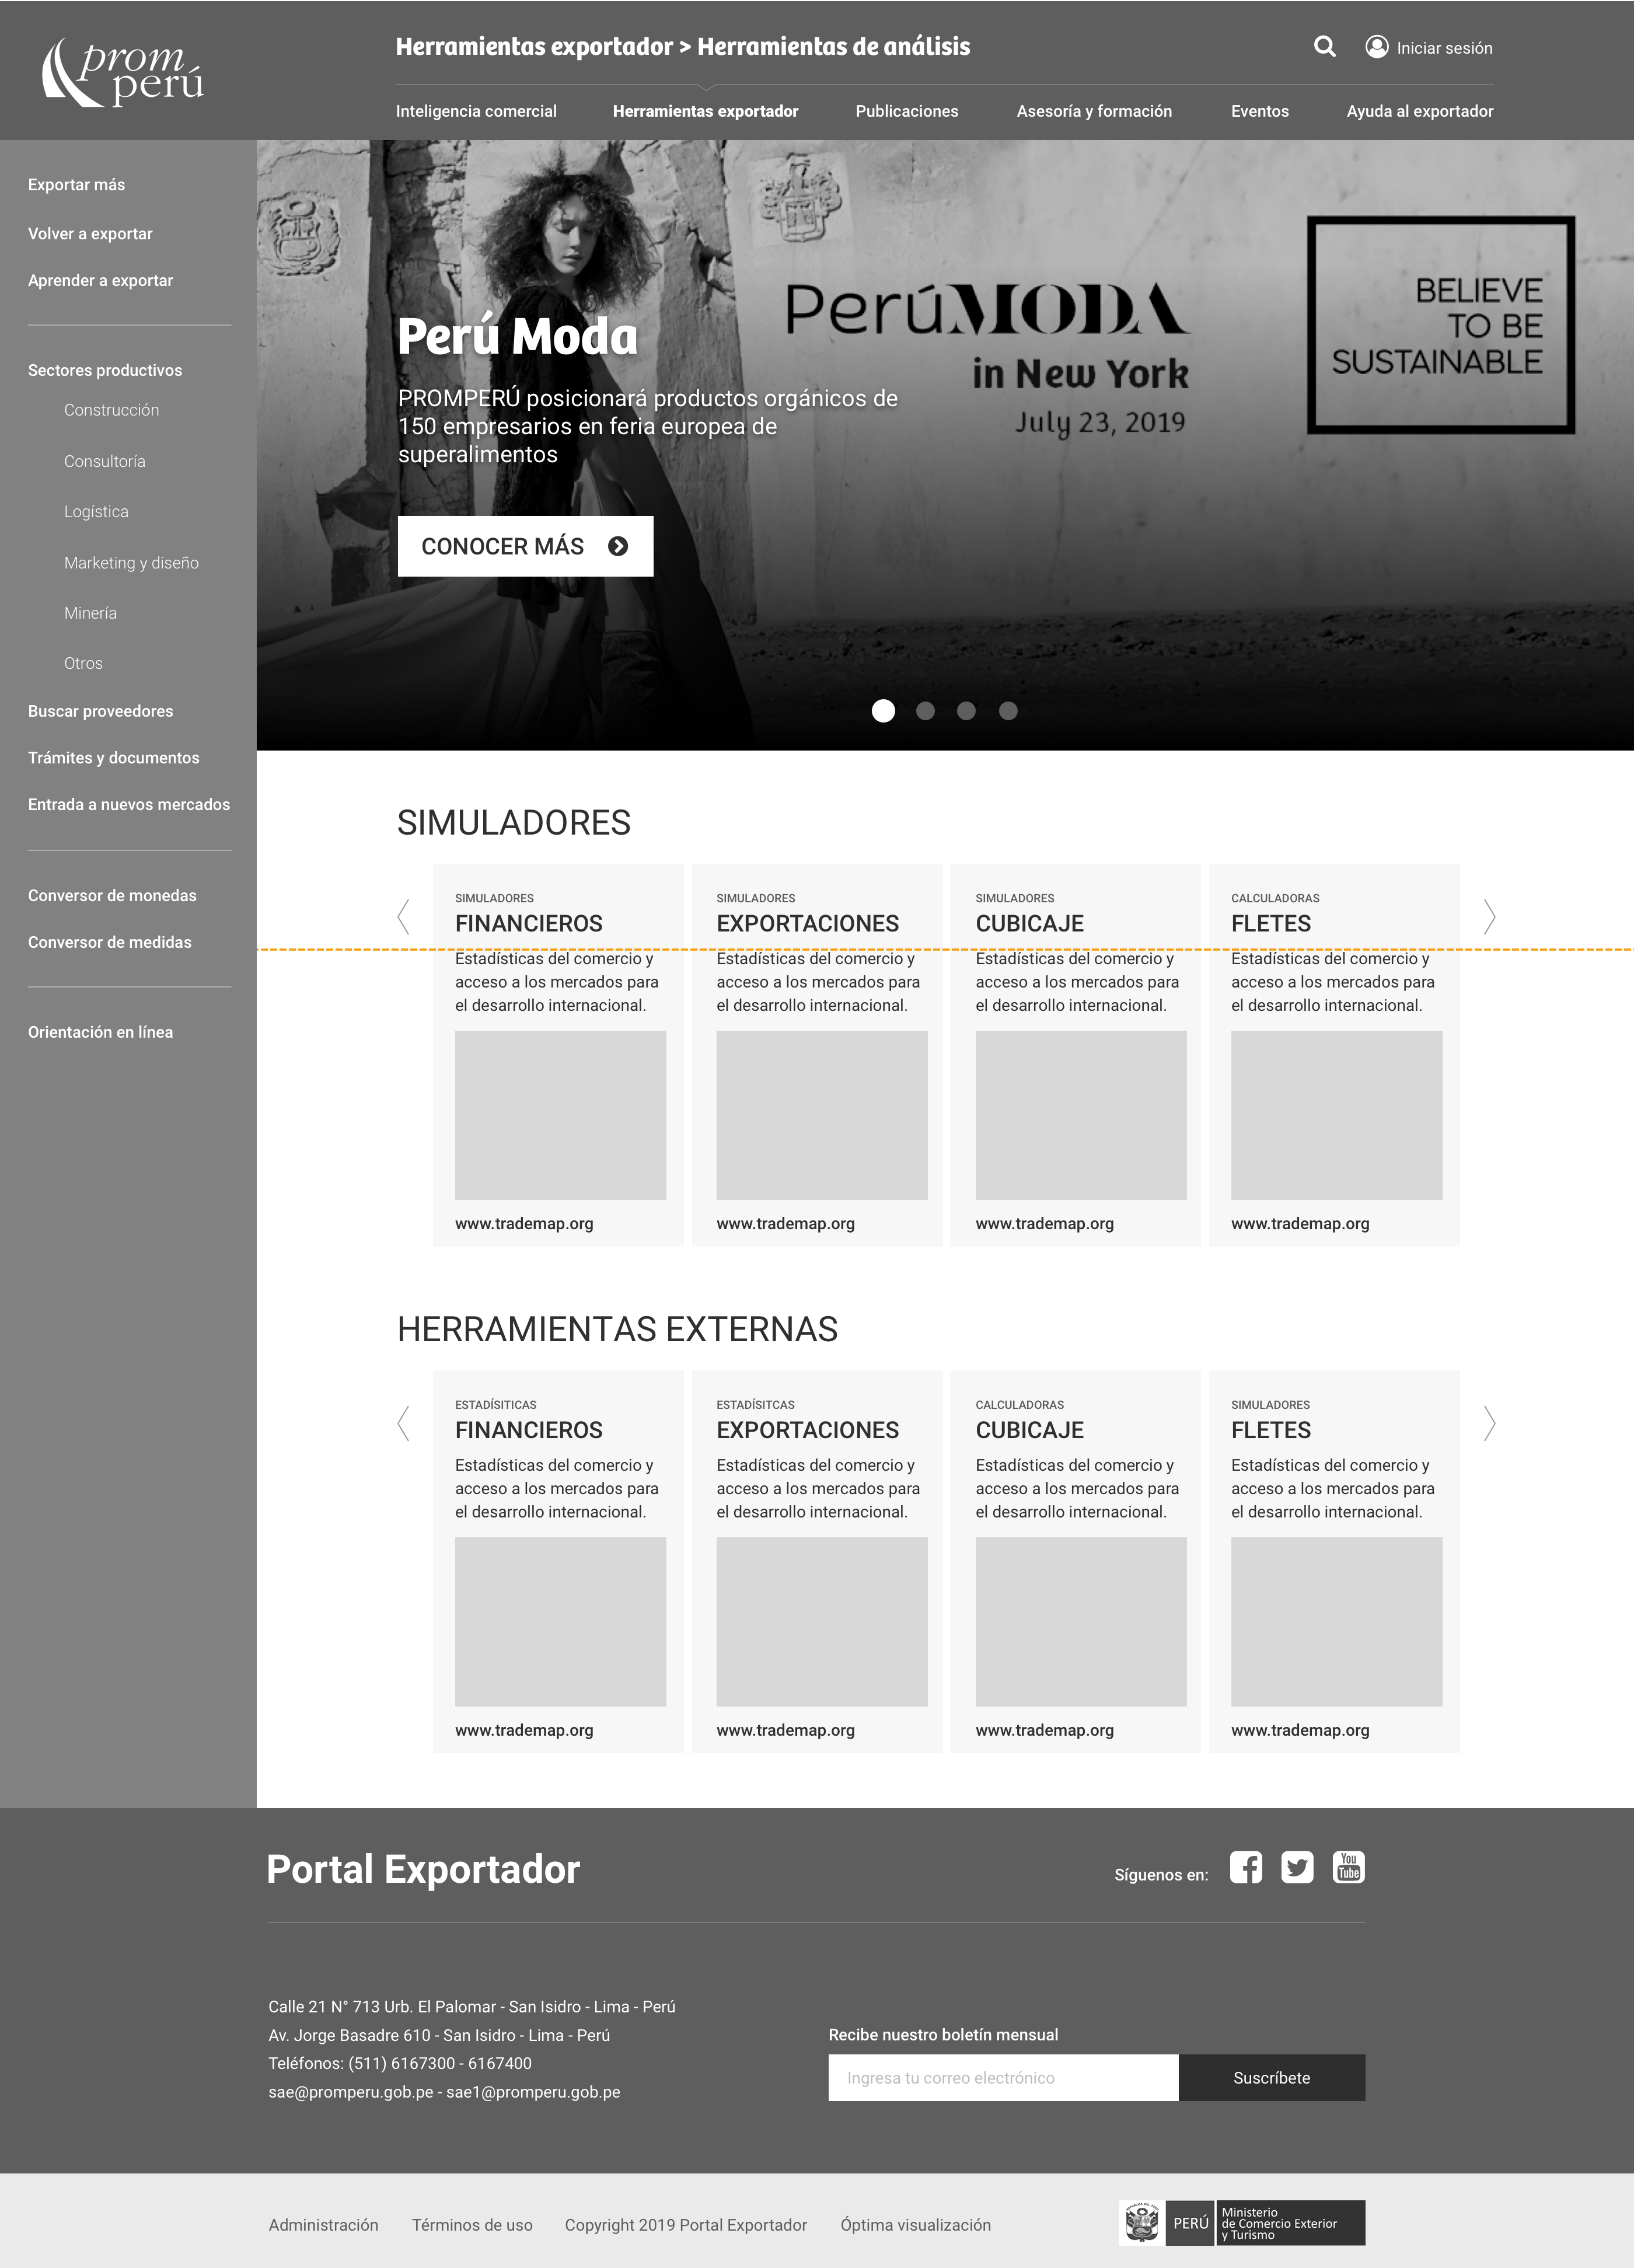 prom
perú
Herramientas exportador > Herramientas de análisis
Iniciar sesión
Inteligencia comercial
Herramientas exportador
Publicaciones
Asesoría y formación
Eventos
Ayuda al exportador
Exportar más
Volver a exportar
Aprender a exportar
Sectores productivos
Construcción
Consultoría
Logística
Marketing y diseño
Minería
Otros
Buscar proveedores
Trámites y documentos
Entrada a nuevos mercados
Conversor de monedas
Conversor de medidas
Orientación en línea
Perú Moda
PROMPERÚ posicionará productos orgánicos de
150 empresarios en feria europea de
superalimentos
CONOCER MÁS
PerúMODA
in New York
July 23, 2019
BELIEVE
TO BE
SUSTAINABLE
SIMULADORES
SIMULADORES
FINANCIEROS
Estadísticas del comercio y
acceso a los mercados para
el desarrollo internacional.
www.trademap.org
SIMULADORES
EXPORTACIONES
Estadísticas del comercio y
acceso a los mercados para
el desarrollo internacional.
www.trademap.org
SIMULADORES
CUBICAJE
Estadísticas del comercio y
acceso a los mercados para
el desarrollo internacional.
www.trademap.org
CALCULADORAS
FLETES
Estadísticas del comercio y
acceso a los mercados para
el desarrollo internacional.
www.trademap.org
HERRAMIENTAS EXTERNAS
ESTADÍSITICAS
FINANCIEROS
Estadísticas del comercio y
acceso a los mercados para
el desarrollo internacional.
www.trademap.org
ESTADÍSITCAS
EXPORTACIONES
Estadísticas del comercio y
acceso a los mercados para
el desarrollo internacional.
www.trademap.org
CALCULADORAS
CUBICAJE
Estadísticas del comercio y
acceso a los mercados para
el desarrollo internacional.
www.trademap.org
SIMULADORES
FLETES
Estadísticas del comercio y
acceso a los mercados para
el desarrollo internacional.
www.trademap.org
Portal Exportador
Síguenos en:
You
Tube
Calle 21 N° 713 Urb. El Palomar - San Isidro - Lima - Perú
Av. Jorge Basadre 610 - San Isidro - Lima - Perú
Teléfonos: (511) 6167300 - 6167400
sae@promperu.gob.pe - sae1@promperu.gob.pe
Recibe nuestro boletín mensual
Ingresa tu correo electrónico
Suscríbete
Administración
Términos de uso
Copyright 2019 Portal Exportador
Óptima visualización
PERÚ
Ministerio
de Comercio Exterior
y Turismo